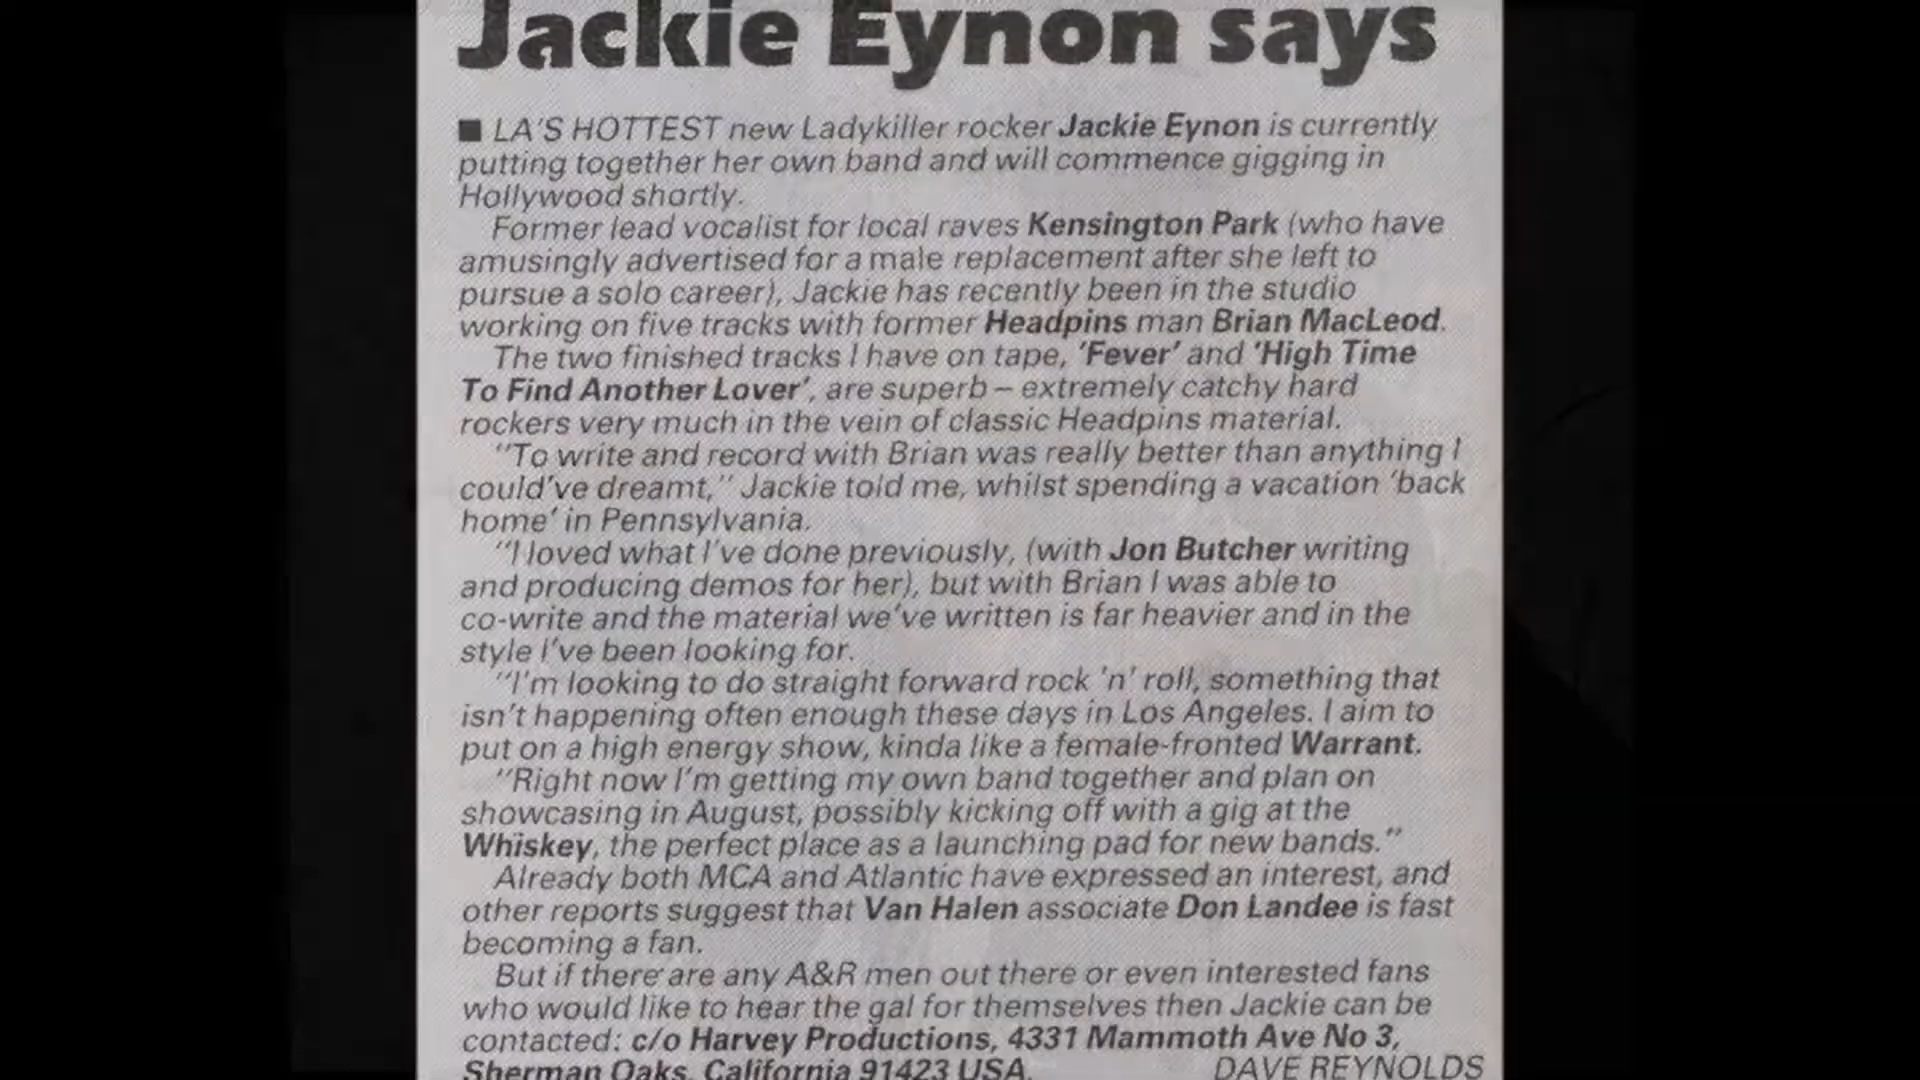 Jackie Eynon says
■ LA'S HOTTEST new Ladykiller rocker Jackie Eynon is currently
putting together her own band and will commence gigging in
Hollywood shortly.
Former lead vocalist for local raves Kensington Park (who have
amusingly advertised for a male replacement after she left to
pursue a solo career), Jackie has recently been in the studio
working on five tracks with former Headpins man Brian MacLeod.
The two finished tracks I have on tape, 'Fever' and 'High Time
To Find Another Lover', are superb – extremely catchy hard
rockers very much in the vein of classic Headpins material.
"To write and record with Brian was really better than anything I
could've dreamt," Jackie told me, whilst spending a vacation 'back
home' in Pennsylvania.
"I loved what I've done previously, (with Jon Butcher writing
and producing demos for her), but with Brian I was able to
co-write and the material we've written is far heavier and in the
style I've been looking for.
"I'm looking to do straight forward rock 'n' roll, something that
isn't happening often enough these days in Los Angeles. I aim to
put on a high energy show, kinda like a female-fronted Warrant.
"Right now I'm getting my own band together and plan on
showcasing in August, possibly kicking off with a gig at the
Whiskey, the perfect place as a launching pad for new bands."
Already both MCA and Atlantic have expressed an interest, and
other reports suggest that Van Halen associate Don Landee is fast
becoming a fan.
But if there are any A&R men out there or even interested fans
who would like to hear the gal for themselves then Jackie can be
contacted: c/o Harvey Productions, 4331 Mammoth Ave No 3,
Sherman Oaks, California 91423 USA. DAVE REYNOLDS